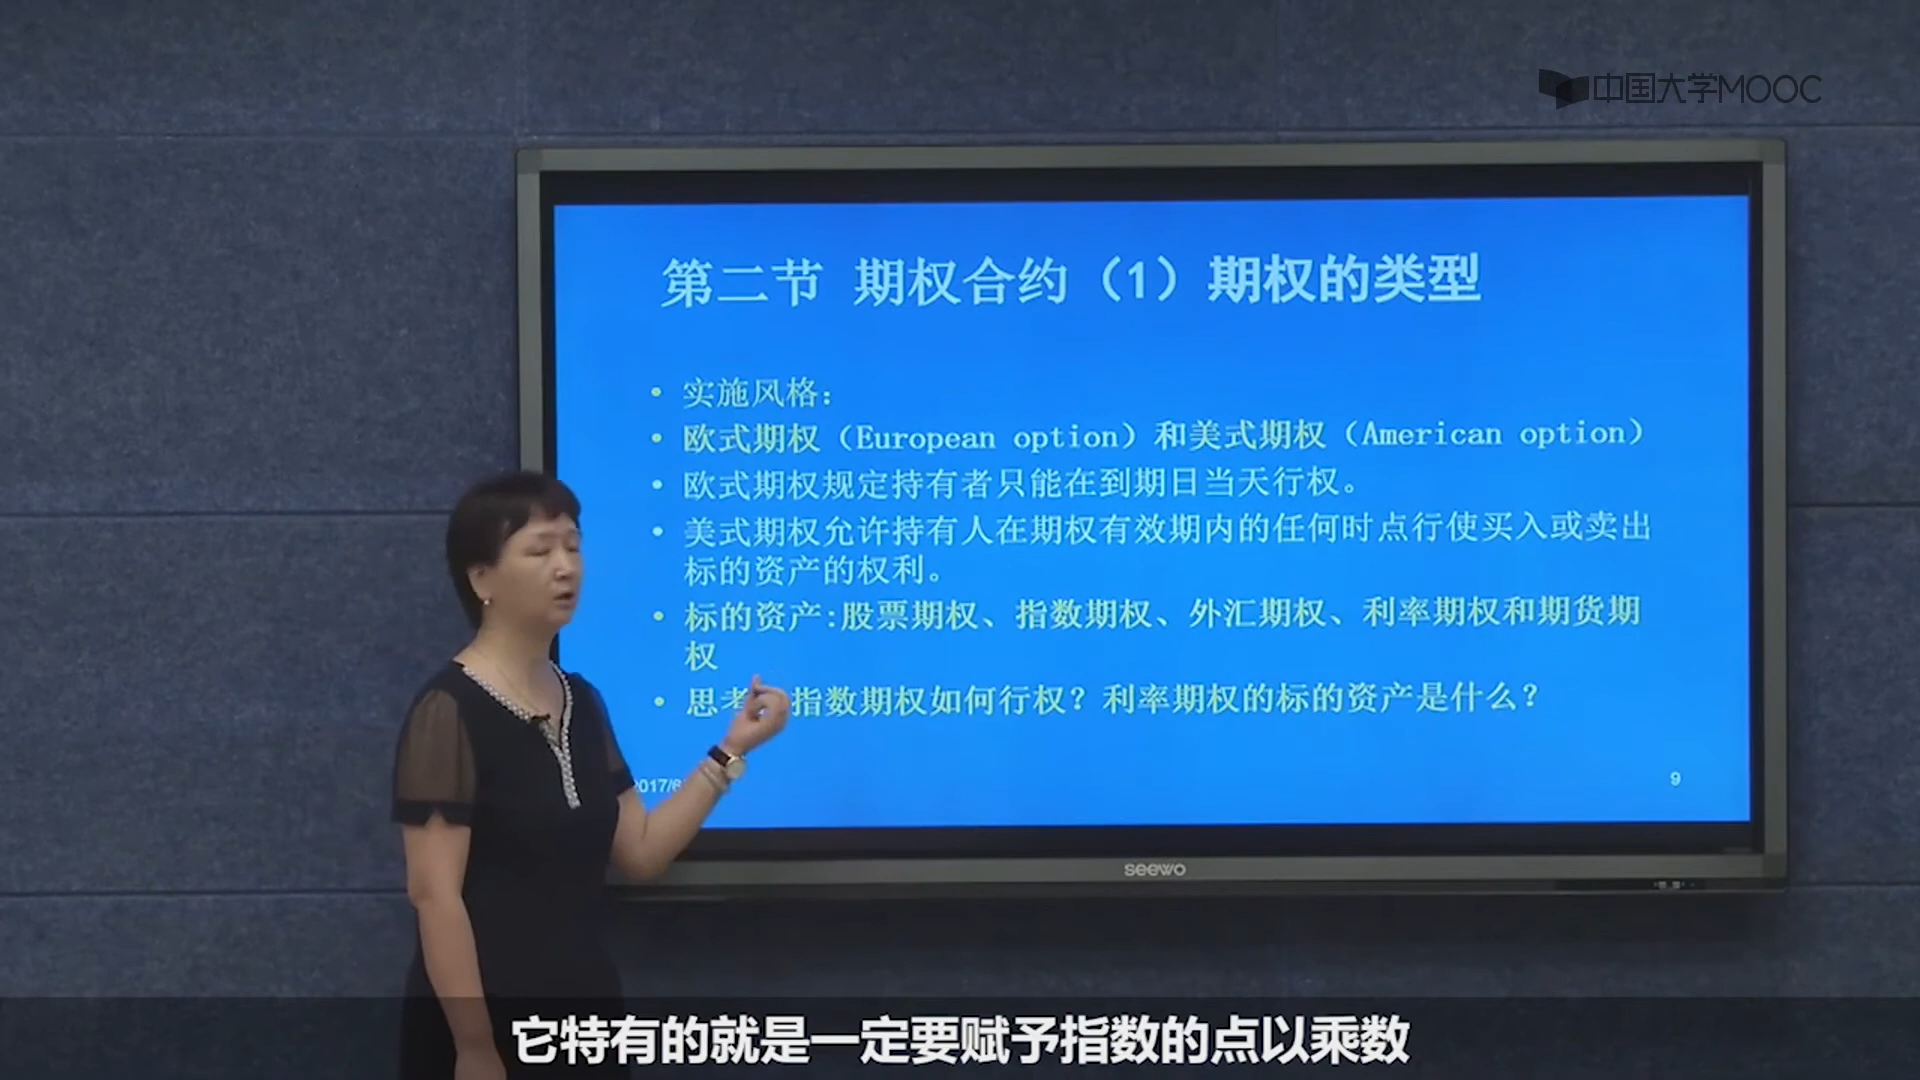 中国大学MOOC
第二节 期权合约（1）期权的类型
• 实施风格：
• 欧式期权（European option）和美式期权（American option）
• 欧式期权规定持有者只能在到期日当天行权。
• 美式期权允许持有人在期权有效期内的任何时点行使买入或卖出
标的资产的权利。
• 标的资产:股票期权、指数期权、外汇期权、利率期权和期货期
权
• 思考 指数期权如何行权？利率期权的标的资产是什么？
2017/6
9
seewo
它特有的就是一定要赋予指数的点以乘数